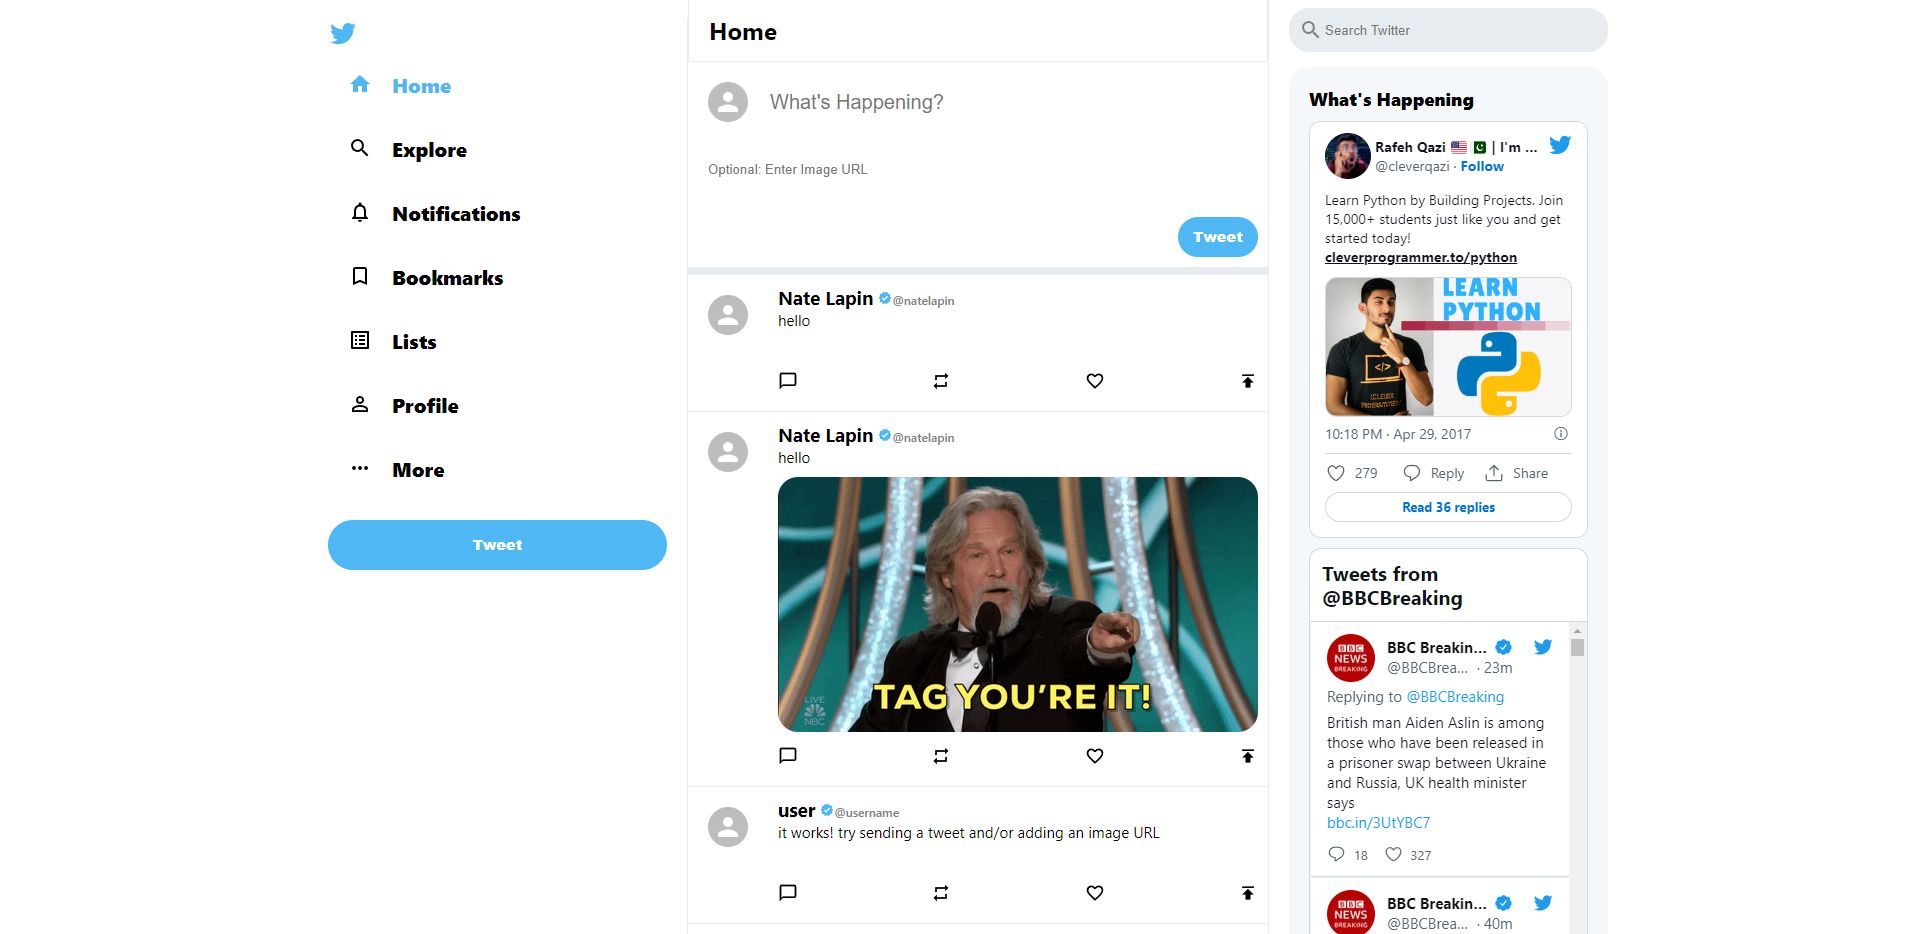 Home
Explore
Notifications
Bookmarks
Lists
Profile
More
Tweet
Home
What's Happening?
Optional: Enter Image URL
Tweet
Nate Lapin @natelapin
hello
Nate Lapin @natelapin
hello
LIVE
NBC
TAG YOU'RE IT!
user @username
it works! try sending a tweet and/or adding an image URL
Search Twitter
What's Happening
Rafeh Qazi 🇺🇸 🇵🇰 | I'm ...
@cleverqazi · Follow
Learn Python by Building Projects. Join
15,000+ students just like you and get
started today!
cleverprogrammer.to/python
LEARN
PYTHON
</>
CLEVER
PROGRAMMER
10:18 PM · Apr 29, 2017
279 Reply Share
Read 36 replies
Tweets from
@BBCBreaking
BBC
NEWS
BREAKING
BBC Breakin...
@BBCBrea... · 23m
Replying to @BBCBreaking
British man Aiden Aslin is among
those who have been released in
a prisoner swap between Ukraine
and Russia, UK health minister
says
bbc.in/3UtYBC7
18 327
BBC
NEWS
BREAKING
BBC Breakin...
@BBCBrea... · 40m